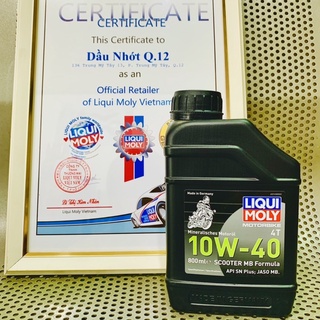 CERTIFICATE
CERTIFICATE
This Certificate to
Dầu Nhớt Q.12
as an
Official Retailer
of Liqui Moly Vietnam
LIQUI
MOLY
LIQUI
MOLY
Liqui Moly Vietnam
Made in Germany
LIQUI
MOLY
MOTORBIKE
Mineralisches Motoröl
4T
10W-40
800 ml
SCOOTER MB Formula
API SN Plus; JASO MB.